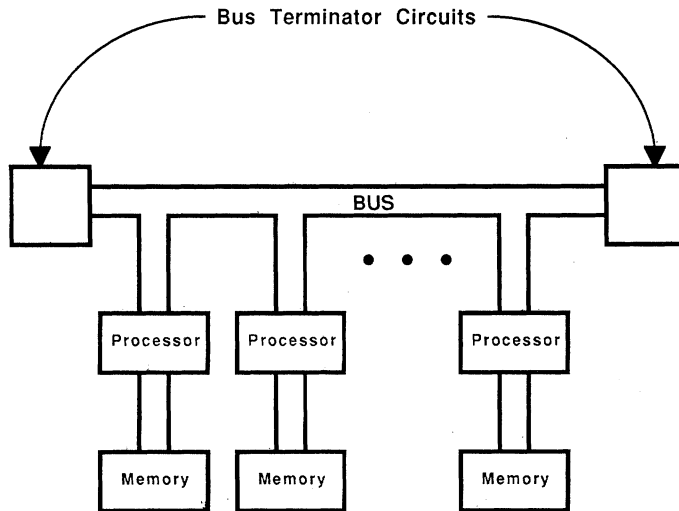 Bus Terminator Circuits
BUS
Processor
Processor
Processor
Memory
Memory
Memory